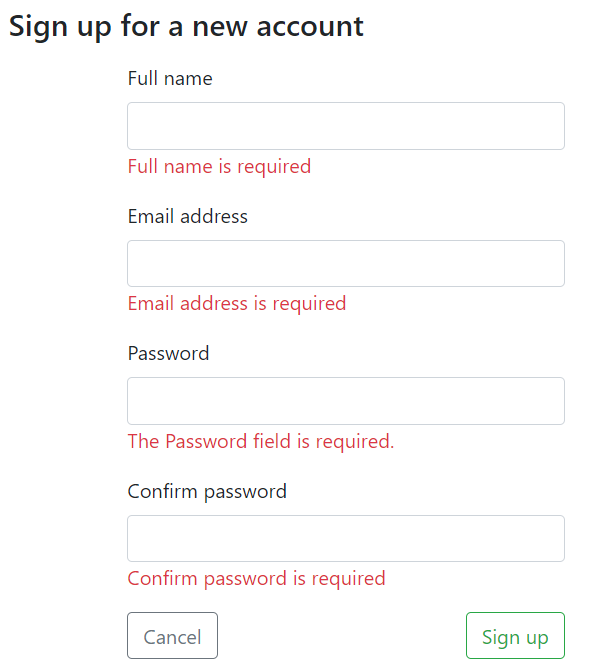 Sign up for a new account
Full name
Full name is required
Email address
Email address is required
Password
The Password field is required.
Confirm password
Confirm password is required
Cancel
Sign up